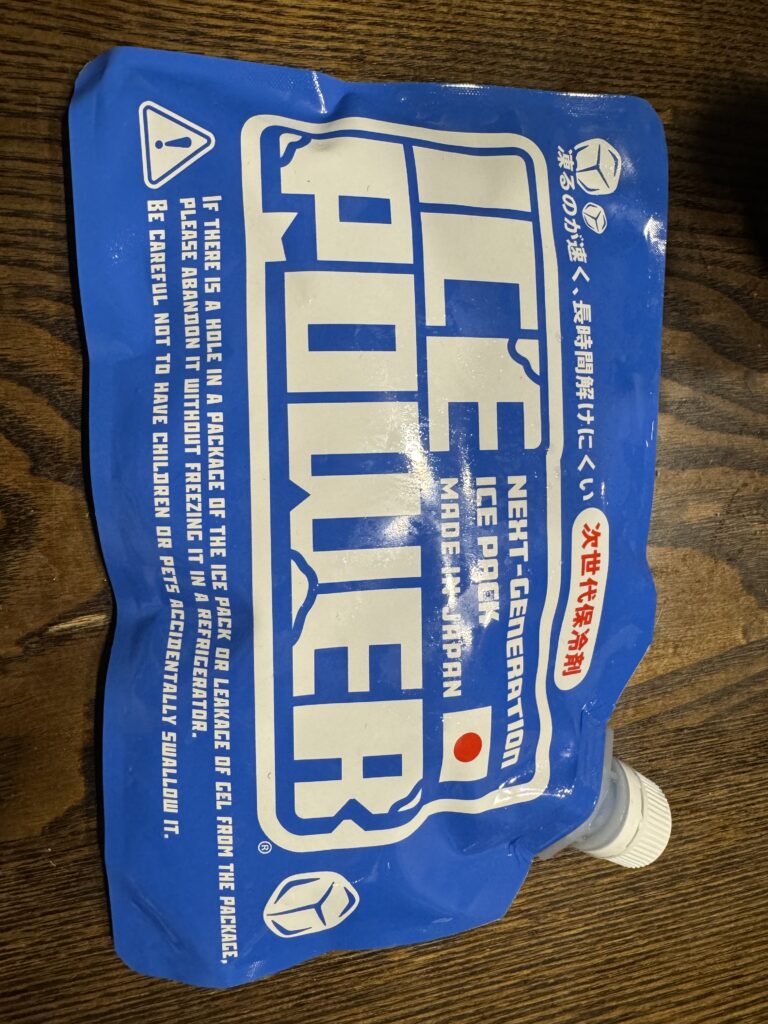 凍るのが速く、長時間解けにくい 次世代保冷剤
ICE
POWER
NEXT-GENERATION
ICE PACK
MADE IN JAPAN
®
IF THERE IS A HOLE IN A PACKAGE OF THE ICE PACK OR LEAKAGE OF GEL FROM THE PACKAGE,
PLEASE ABANDON IT WITHOUT FREEZING IT IN A REFRIGERATOR.
BE CAREFUL NOT TO HAVE CHILDREN OR PETS ACCIDENTALLY SWALLOW IT.